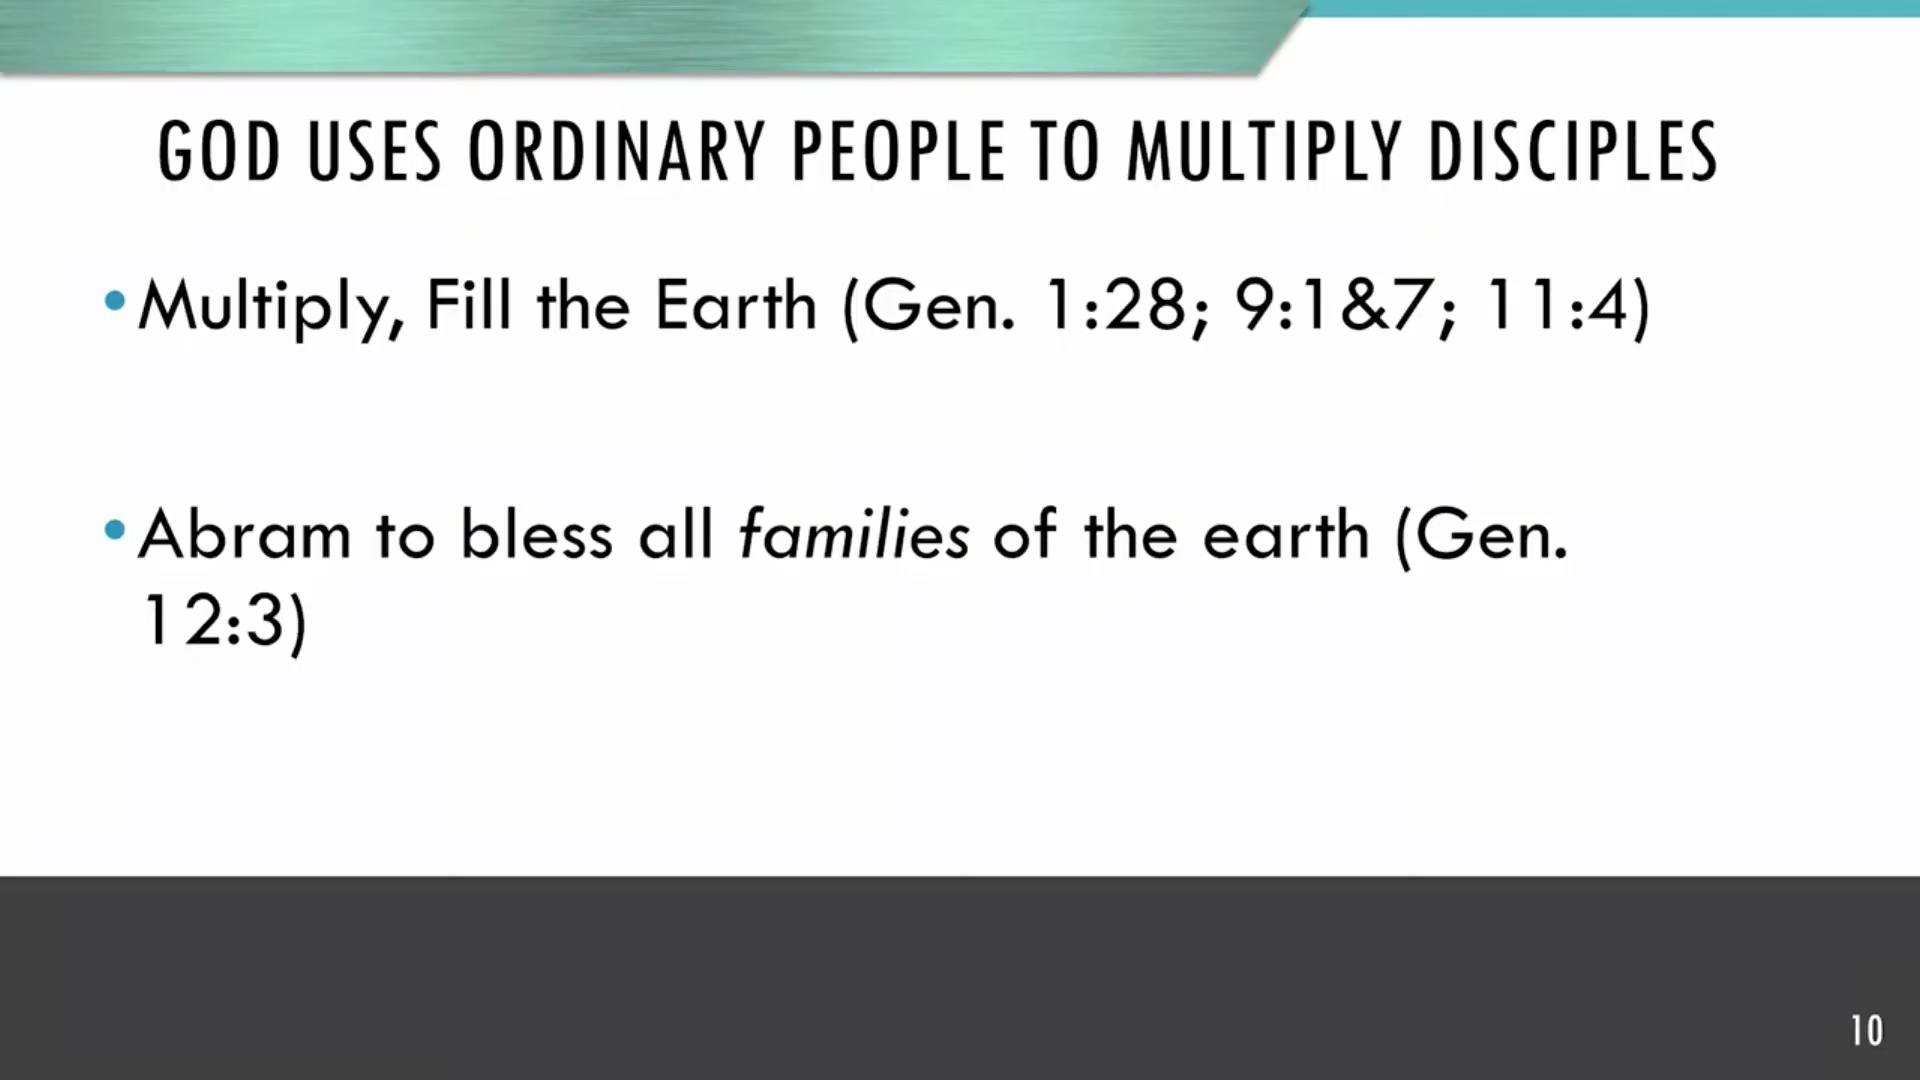 GOD USES ORDINARY PEOPLE TO MULTIPLY DISCIPLES
•Multiply, Fill the Earth (Gen. 1:28; 9:1&7; 11:4)
•Abram to bless all families of the earth (Gen.
12:3)
10